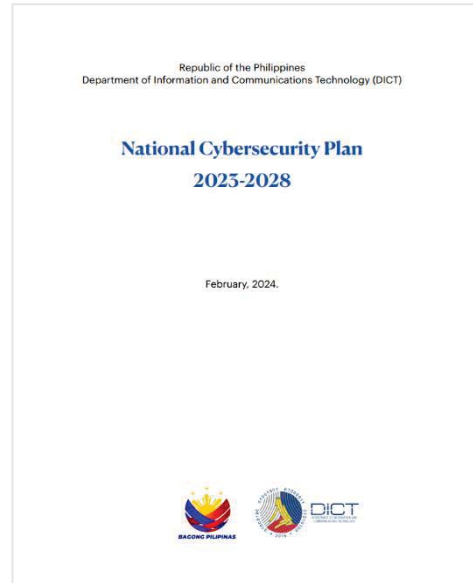 Republic of the Philippines
Department of Information and Communications Technology (DICT)
National Cybersecurity Plan
2023-2028
February, 2024.
BAGONG PILIPINAS
DICT